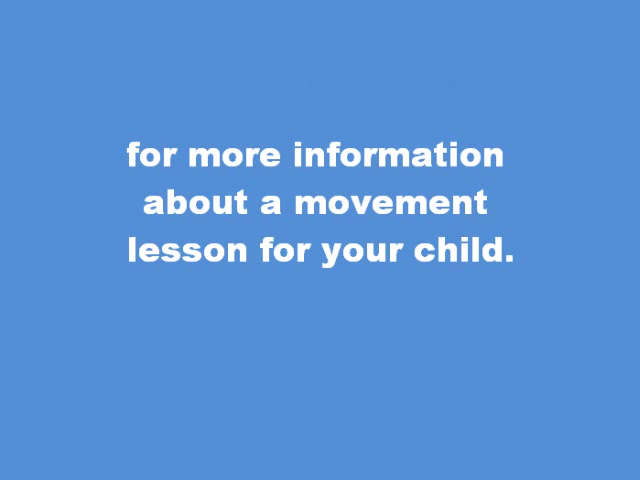 for more information
about a movement
lesson for your child.